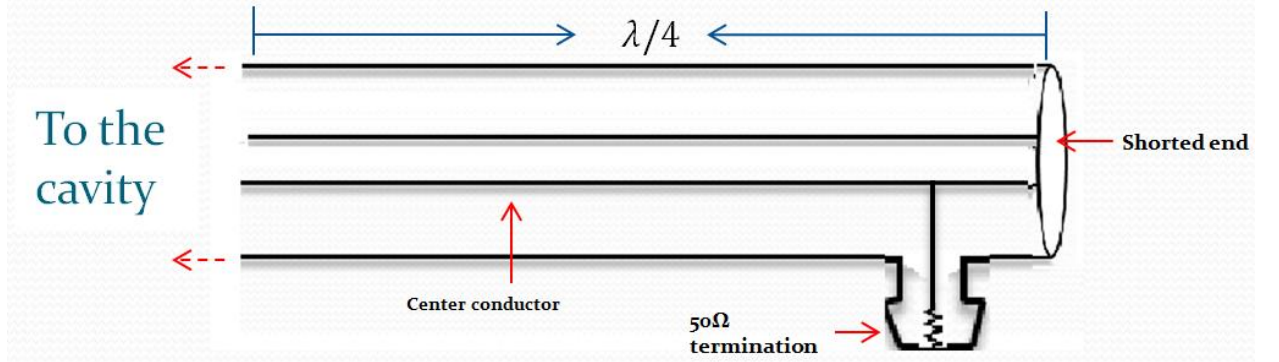 λ/4
To the
cavity
Shorted end
Center conductor
50Ω
termination